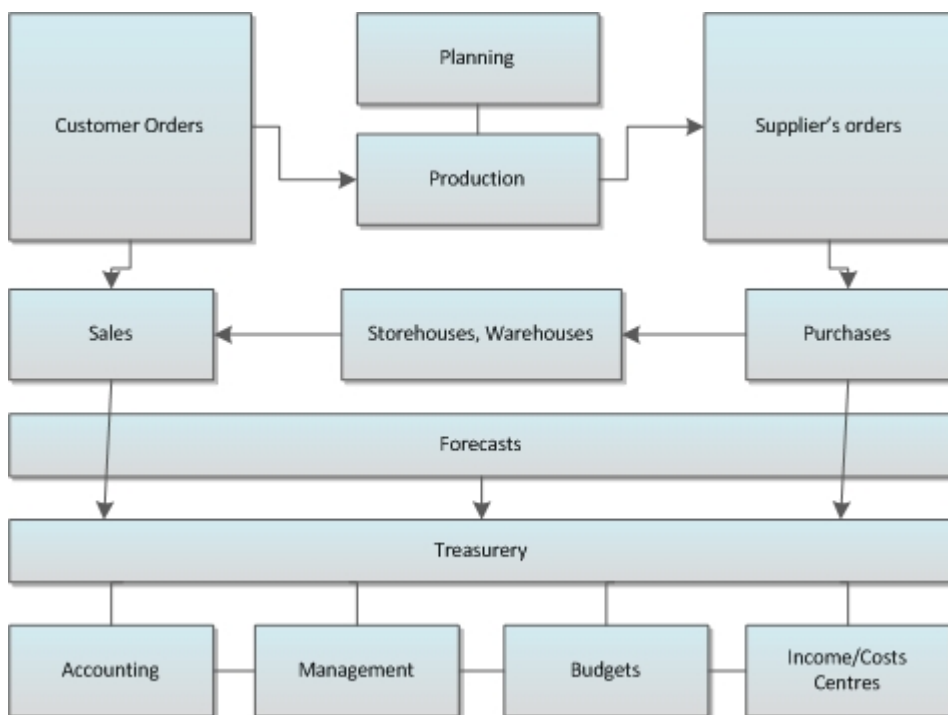 Planning
Customer Orders
Supplier's orders
Production
Sales
Storehouses, Warehouses
Purchases
Forecasts
Treasurery
Accounting
Management
Budgets
Income/Costs
Centres